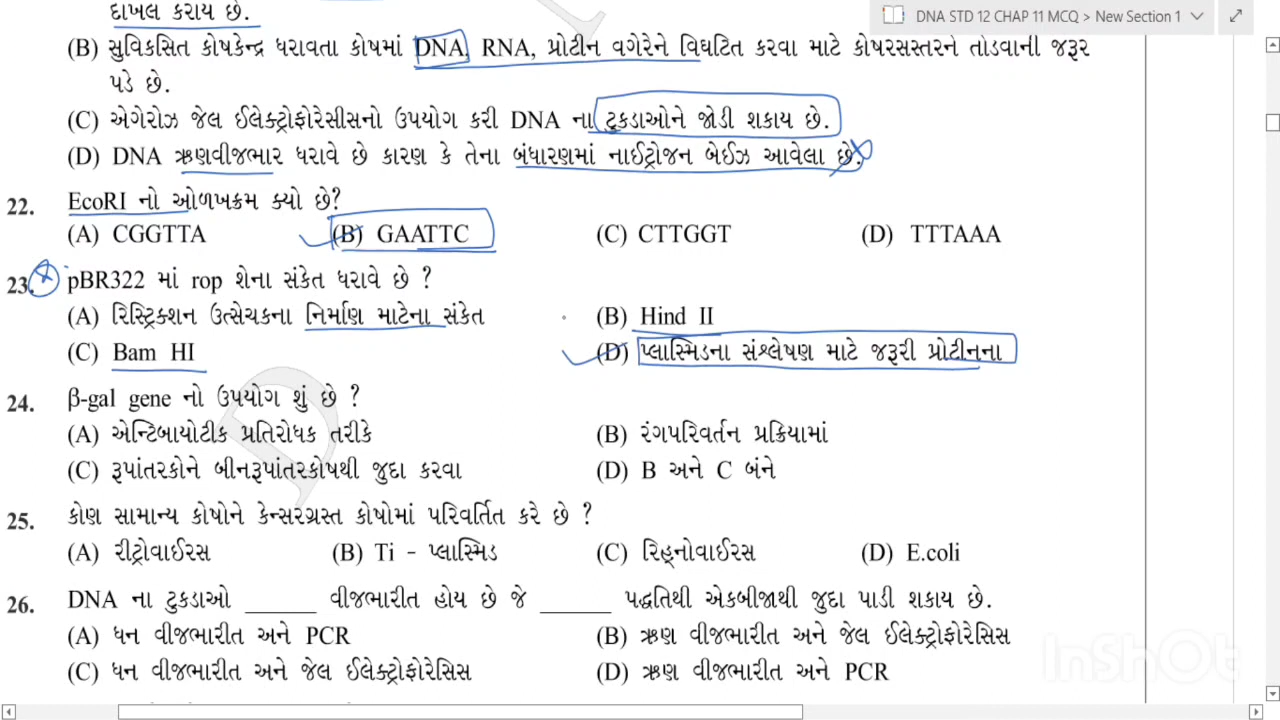 દાખલ કરાય છે.
DNA STD 12 CHAP 11 MCQ > New Section 1
(B) સુવિકસિત કોષકેન્દ્ર ધરાવતા કોષમાં DNA, RNA, પ્રોટીન વગેરેને વિઘટિત કરવા માટે કોષરસસ્તરને તોડવાની જરૂર
પડે છે.
(C) એગેરોઝ જેલ ઈલેક્ટ્રોફોરેસીસનો ઉપયોગ કરી DNA ના ટુકડાઓને જોડી શકાય છે.
(D) DNA ઋણવીજભાર ધરાવે છે કારણ કે તેના બંધારણમાં નાઈટ્રોજન બેઈઝ આવેલા છે.
22. EcoRI નો ઓળખક્રમ ક્યો છે?
(A) CGGTTA (B) GAATTC (C) CTTGGT (D) TTTAAA
23. pBR322 માં rop શેના સંકેત ધરાવે છે ?
(A) રિસ્ટ્રિક્શન ઉત્સેચકના નિર્માણ માટેના સંકેત (B) Hind II
(C) Bam HI (D) પ્લાસ્મિડના સંશ્લેષણ માટે જરૂરી પ્રોટીનના
24. β-gal gene નો ઉપયોગ શું છે ?
(A) એન્ટિબાયોટીક પ્રતિરોધક તરીકે (B) રંગપરિવર્તન પ્રક્રિયામાં
(C) રૂપાંતરકોને બીનરૂપાંતરકોષથી જુદા કરવા (D) B અને C બંને
25. કોણ સામાન્ય કોષોને કેન્સરગ્રસ્ત કોષોમાં પરિવર્તિત કરે છે ?
(A) રીટ્રોવાઈરસ (B) Ti - પ્લાસ્મિડ (C) રિહ્નોવાઈરસ (D) E.coli
26. DNA ના ટુકડાઓ ______ વીજભારીત હોય છે જે ______ પદ્ધતિથી એકબીજાથી જુદા પાડી શકાય છે.
(A) ધન વીજભારીત અને PCR (B) ઋણ વીજભારીત અને જેલ ઈલેક્ટ્રોફોરેસિસ
(C) ધન વીજભારીત અને જેલ ઈલેક્ટ્રોફોરેસિસ (D) ઋણ વીજભારીત અને PCR
InShOt